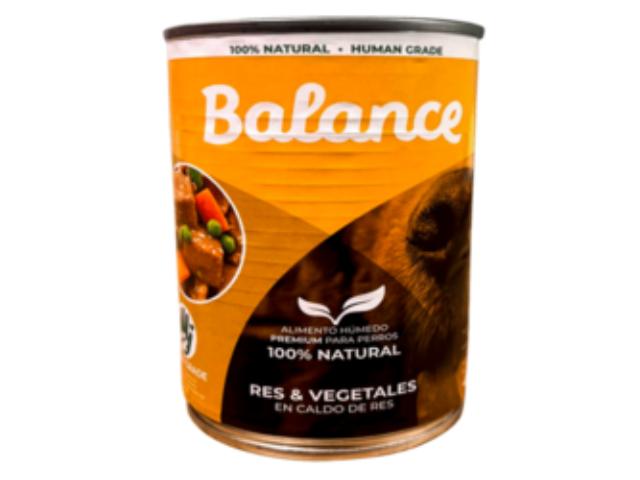 100% NATURAL • HUMAN GRADE
Balance
ALIMENTO HÚMEDO
PREMIUM PARA PERROS
100% NATURAL
RES & VEGETALES
EN CALDO DE RES